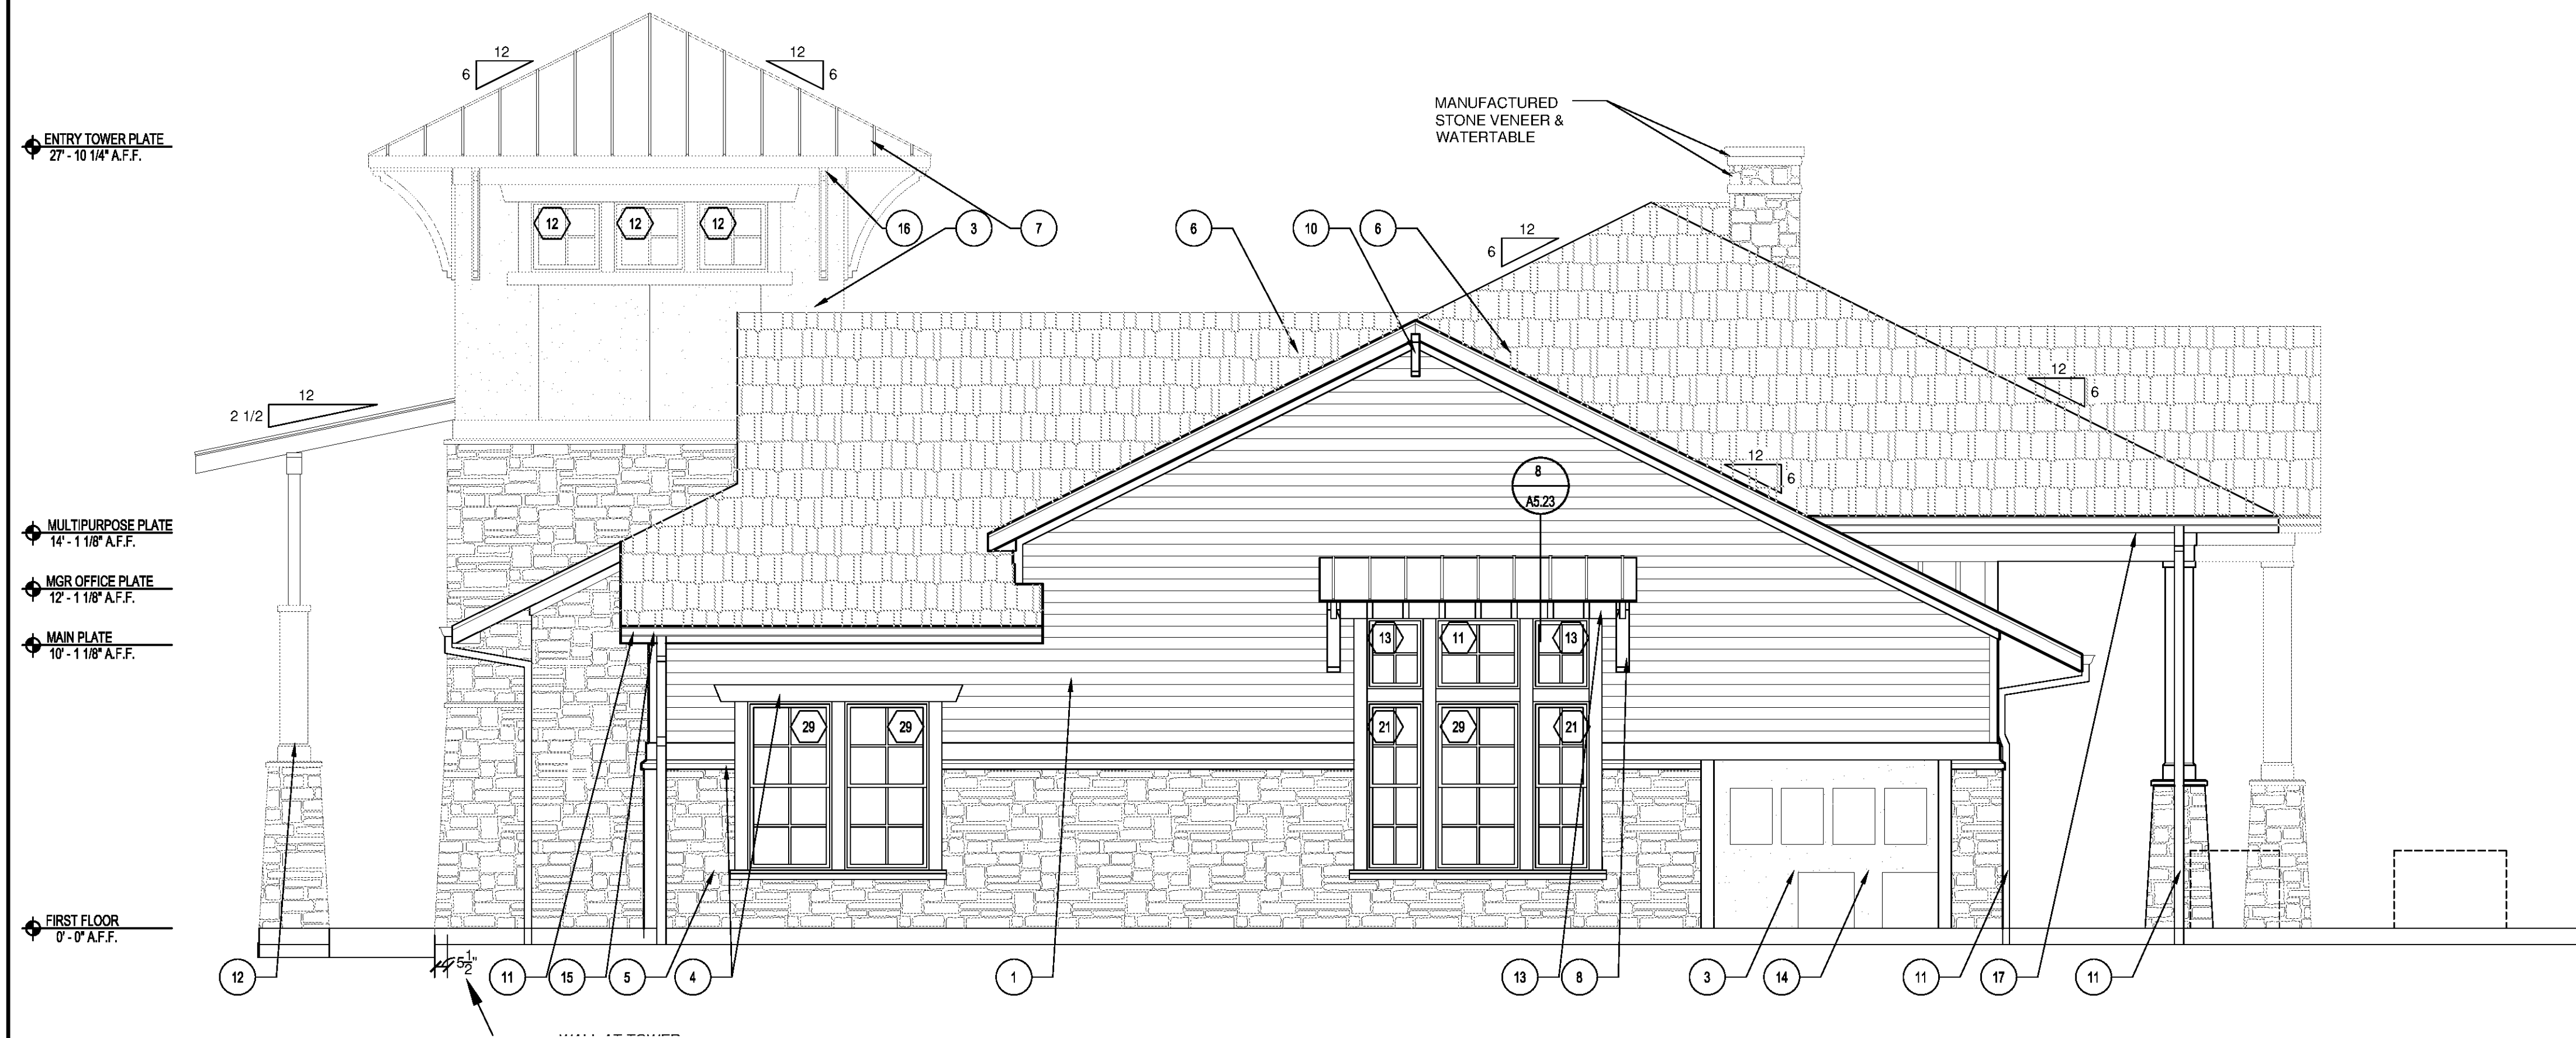 12
6
12
6
ENTRY TOWER PLATE
27' - 10 1/4" A.F.F.
MANUFACTURED
STONE VENEER &
WATERTABLE
12
12
12
16
3
7
6
10
6
12
6
12
2 1/2
12
6
12
6
8
A5.23
MULTIPURPOSE PLATE
14' - 1 1/8" A.F.F.
MGR OFFICE PLATE
12' - 1 1/8" A.F.F.
MAIN PLATE
10' - 1 1/8" A.F.F.
13
11
13
29
29
21
29
21
FIRST FLOOR
0' - 0" A.F.F.
5 1/2"
12
11
15
5
4
1
13
8
3
14
11
17
11
WALL AT TOWER